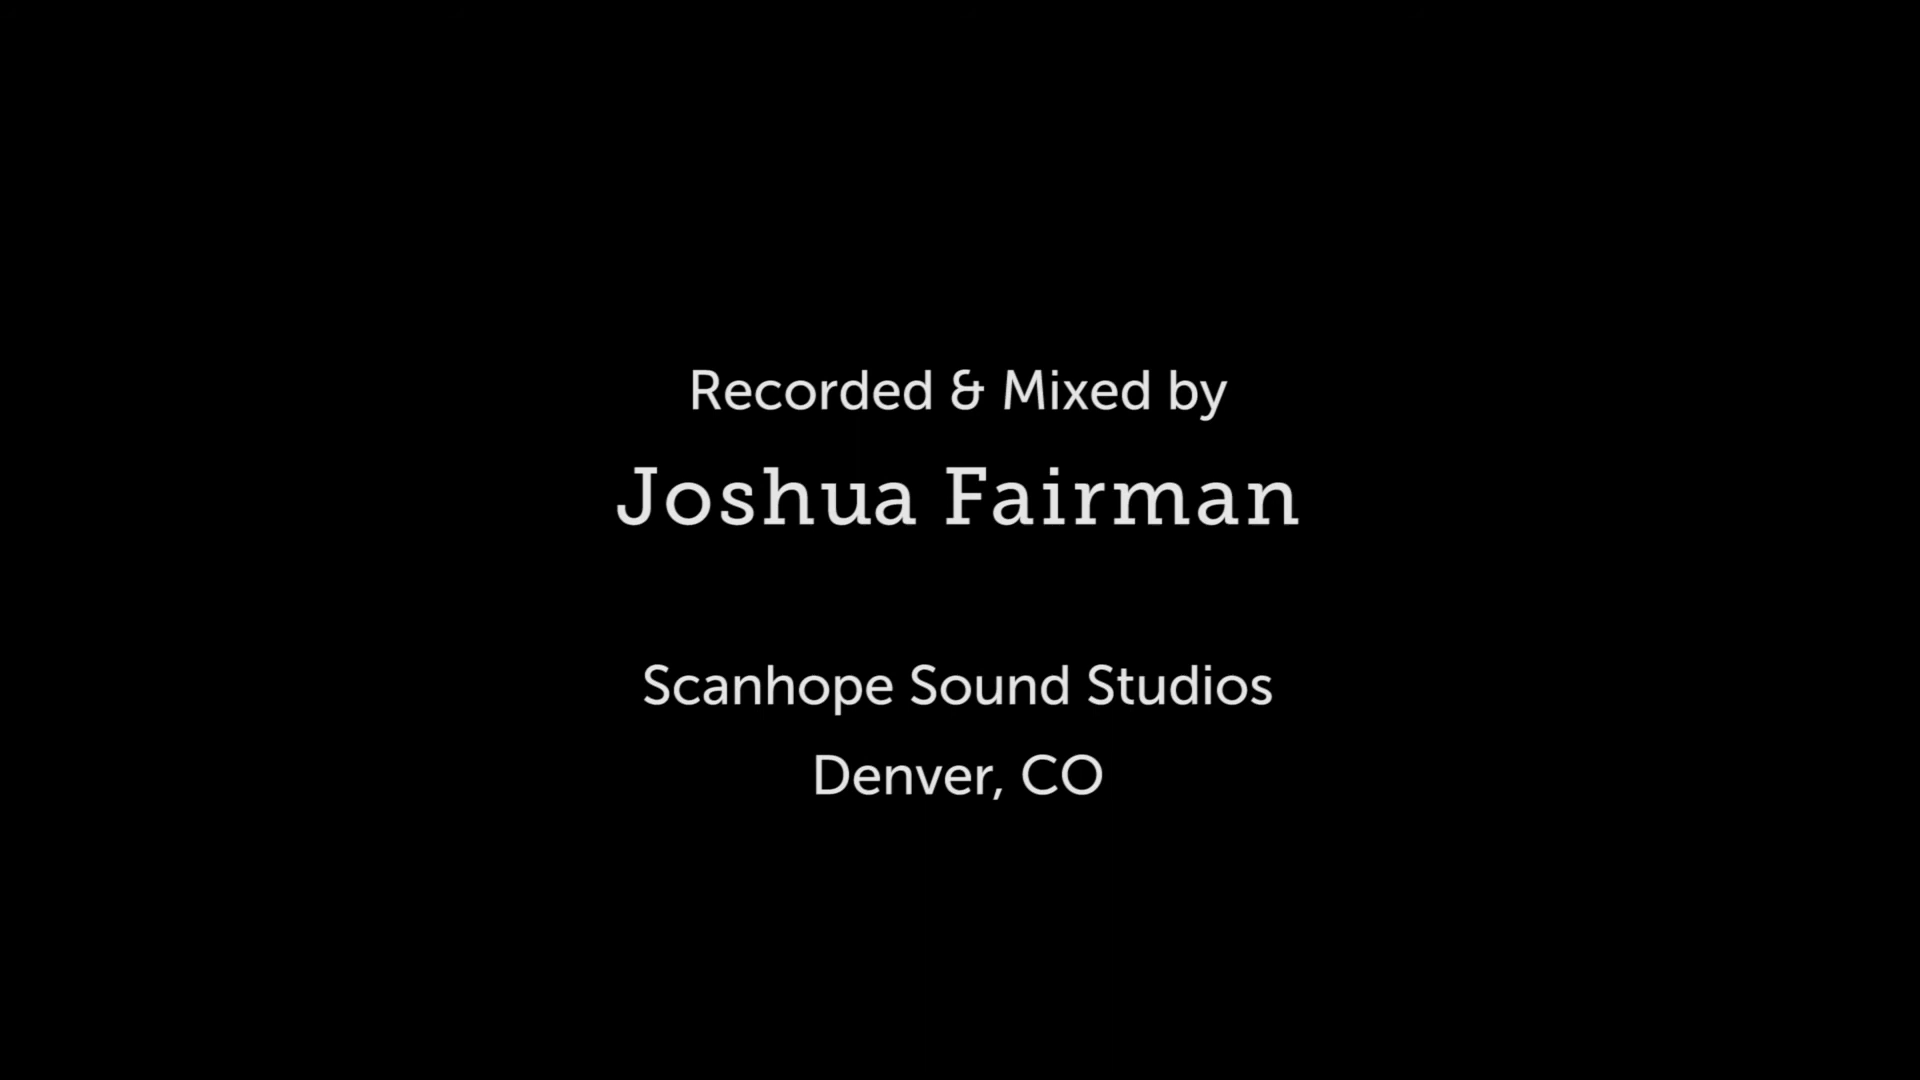 Recorded & Mixed by
Joshua Fairman
Scanhope Sound Studios
Denver, CO